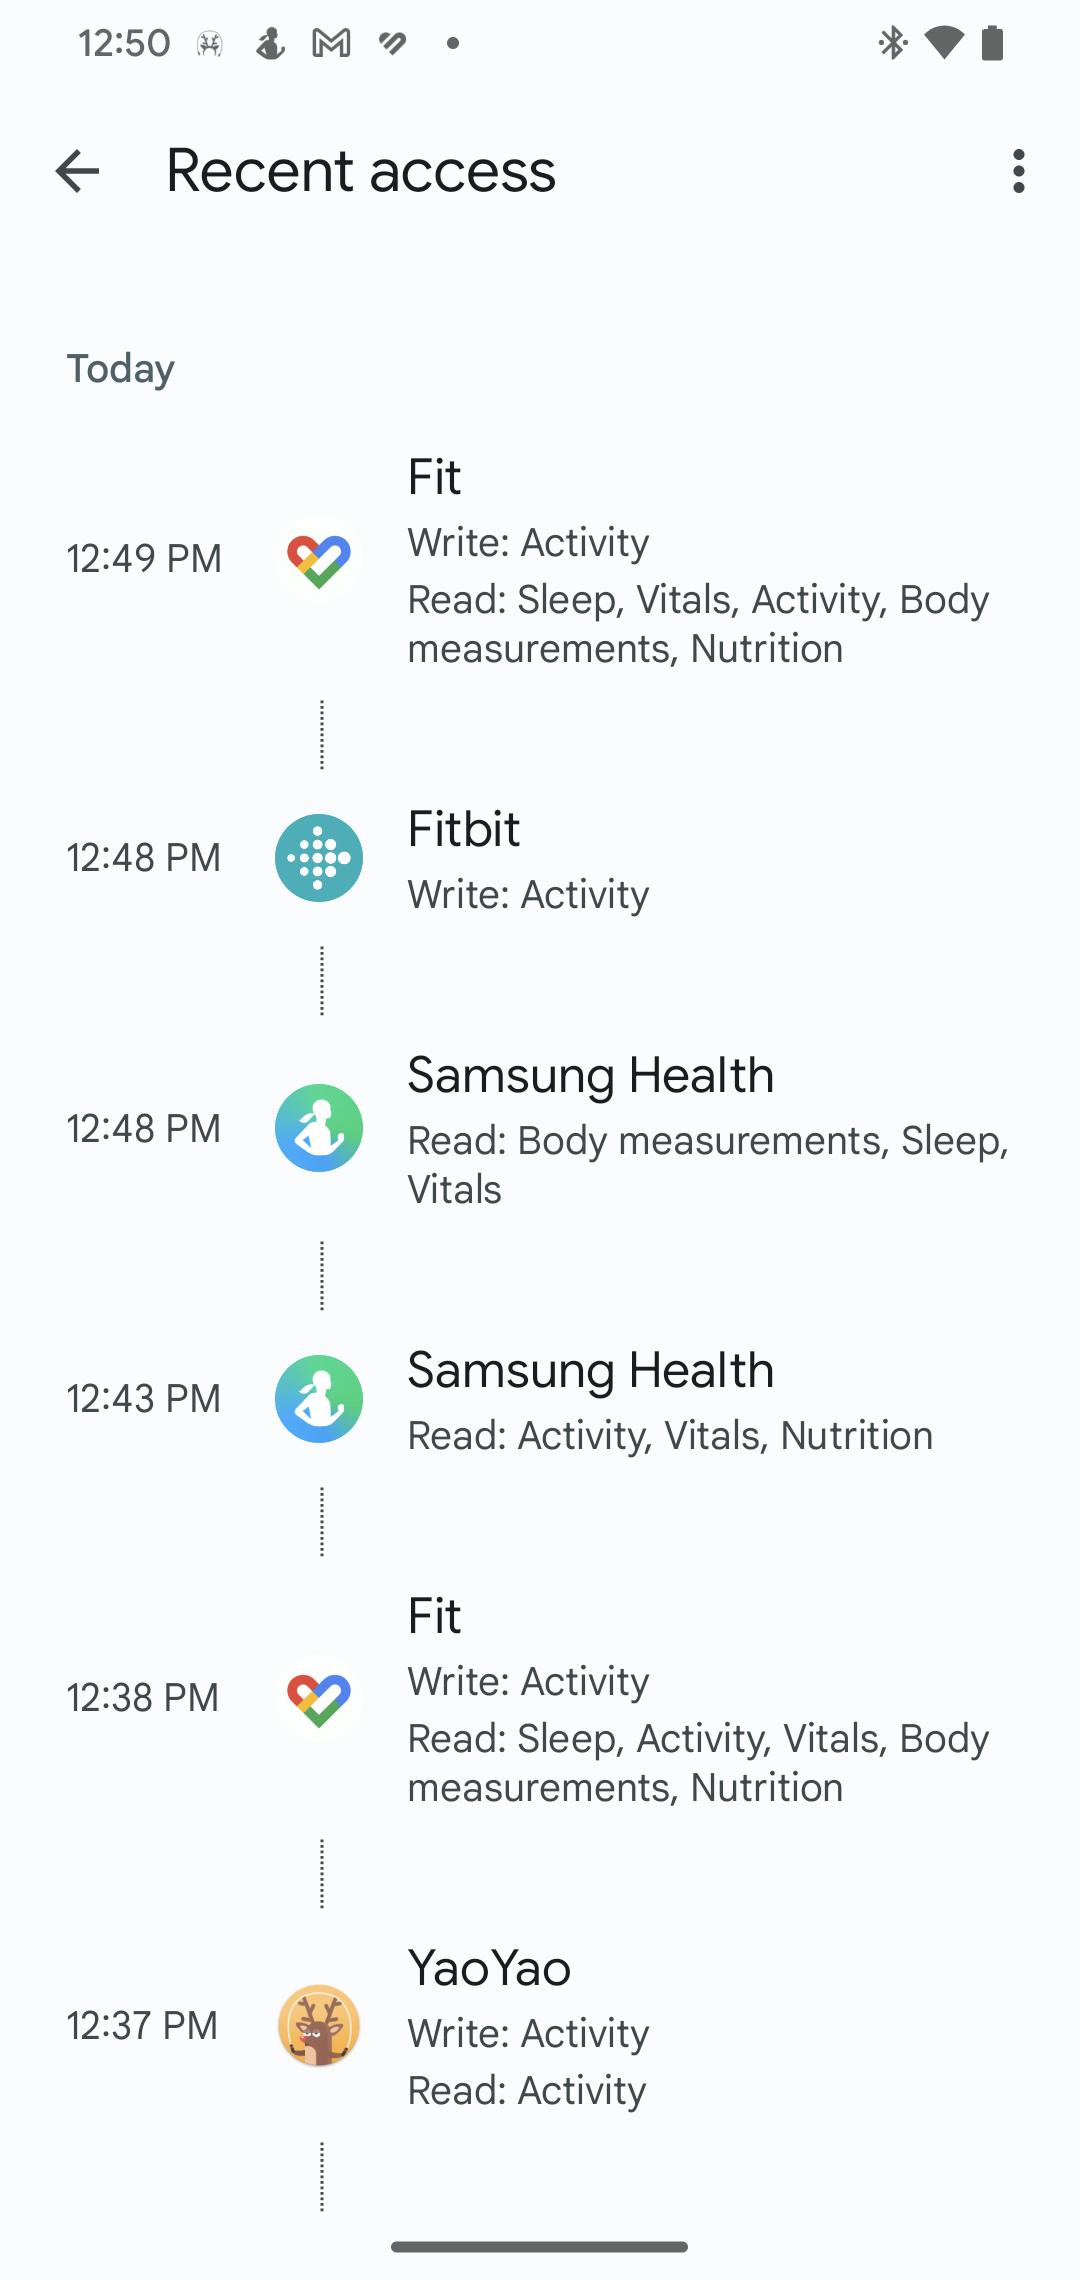 12:50
Recent access
Today
Fit
12:49 PM
Write: Activity
Read: Sleep, Vitals, Activity, Body
measurements, Nutrition
Fitbit
12:48 PM
Write: Activity
Samsung Health
12:48 PM
Read: Body measurements, Sleep,
Vitals
Samsung Health
12:43 PM
Read: Activity, Vitals, Nutrition
Fit
12:38 PM
Write: Activity
Read: Sleep, Activity, Vitals, Body
measurements, Nutrition
YaoYao
12:37 PM
Write: Activity
Read: Activity